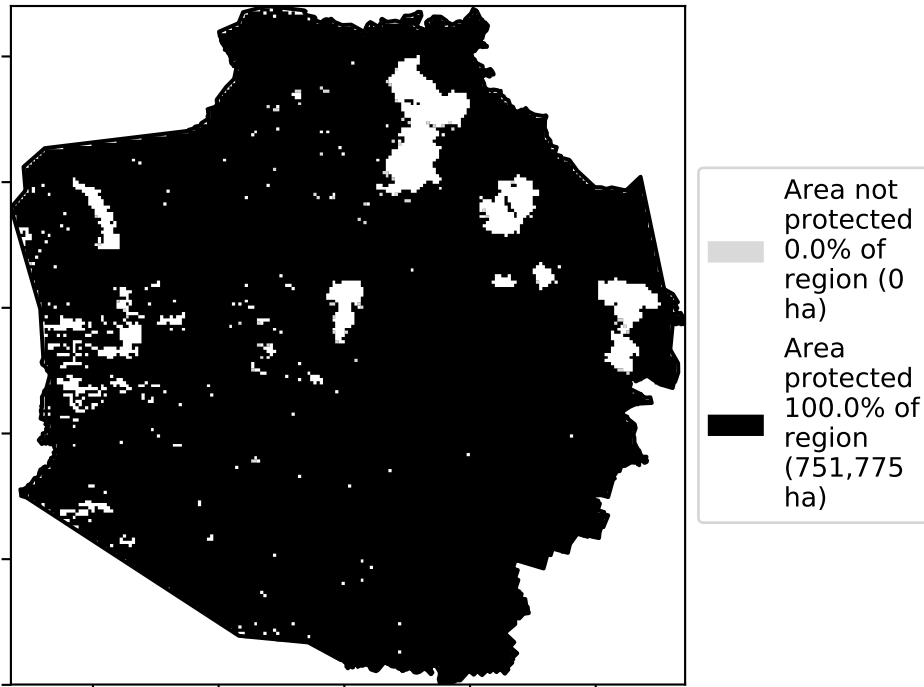 Area not
protected
0.0% of
region (0
ha)
Area
protected
100.0% of
region
(751,775
ha)